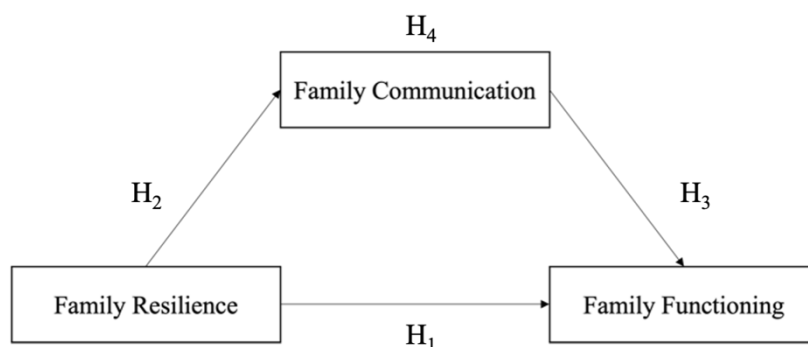 H₄
Family Communication
H₂
H₃
Family Resilience
Family Functioning
H₁